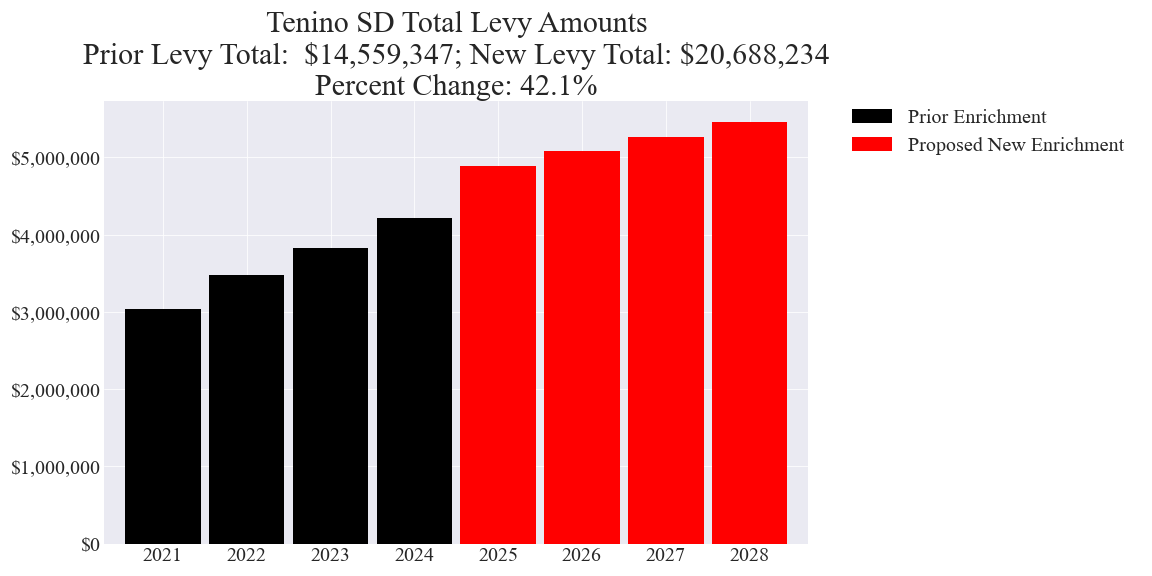 Tenino SD Total Levy Amounts
Prior Levy Total:  $14,559,347; New Levy Total: $20,688,234
Percent Change: 42.1%
Prior Enrichment
Proposed New Enrichment
$5,000,000
$4,000,000
$3,000,000
$2,000,000
$1,000,000
$0
2021 2022 2023 2024 2025 2026 2027 2028